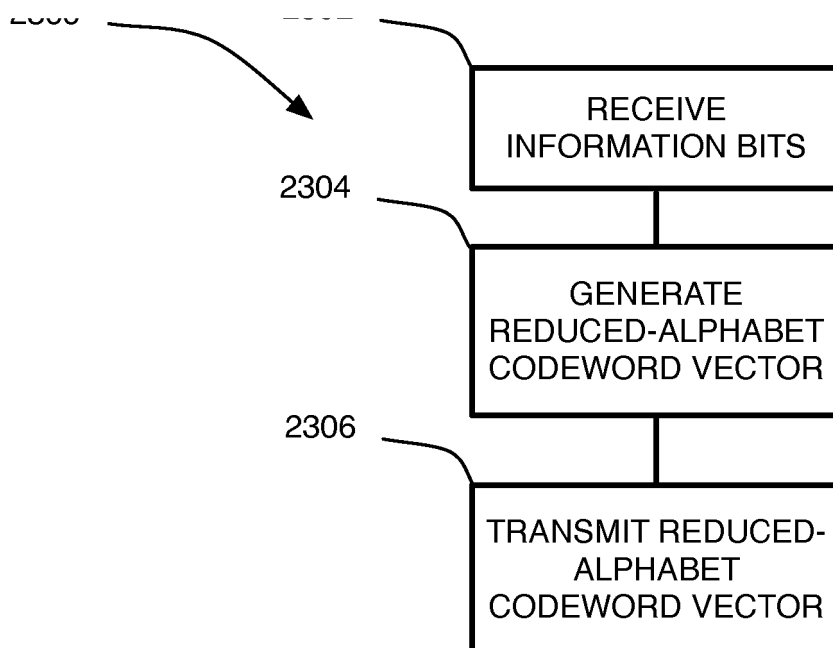 RECEIVE
INFORMATION BITS
2304
GENERATE
REDUCED-ALPHABET
CODEWORD VECTOR
2306
TRANSMIT REDUCED-
ALPHABET
CODEWORD VECTOR